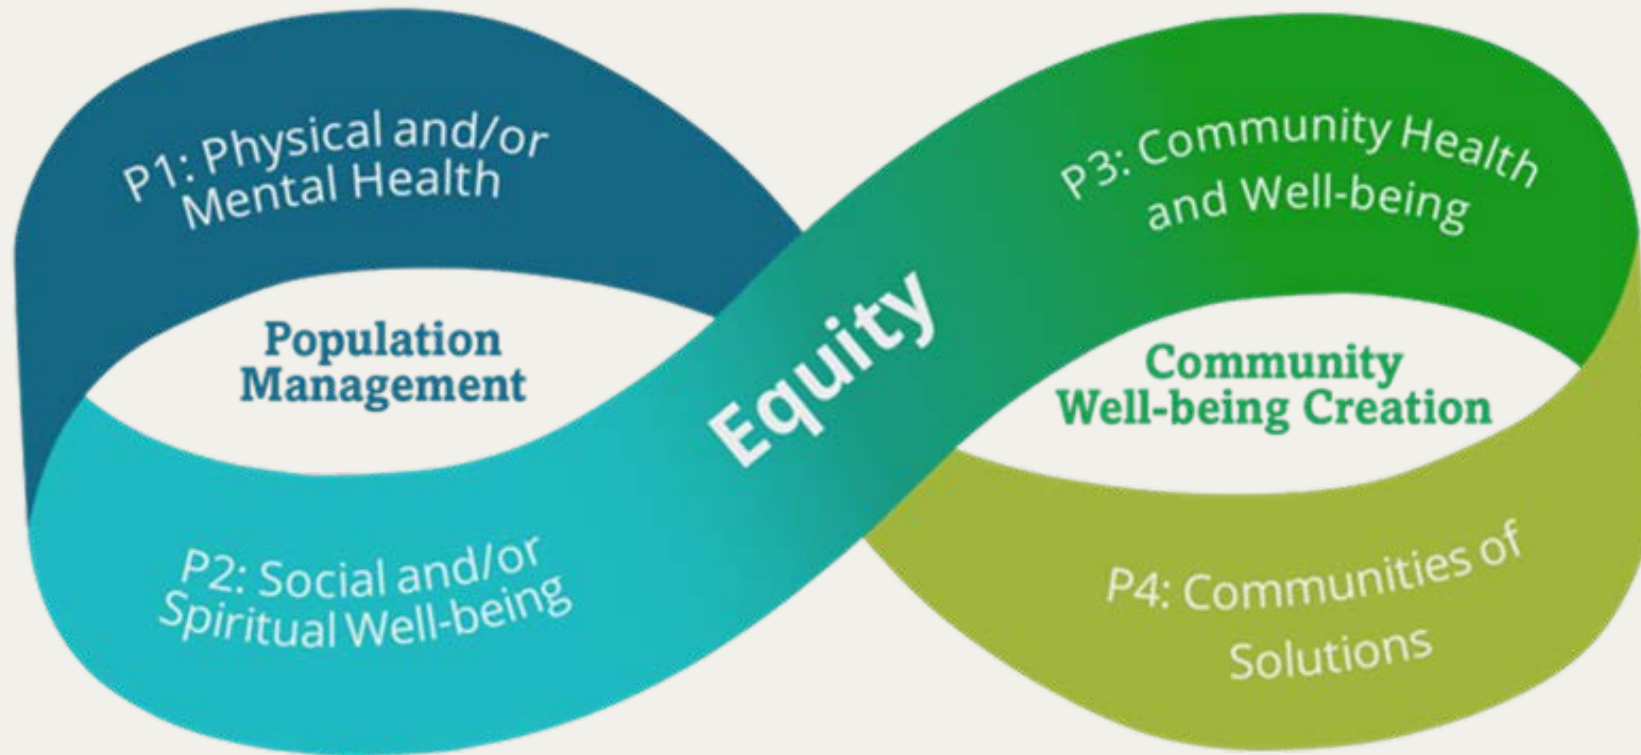 P1: Physical and/or
Mental Health
Population
Management
P2: Social and/or
Spiritual Well-being
Equity
P3: Community Health
and Well-being
Community
Well-being Creation
P4: Communities of
Solutions